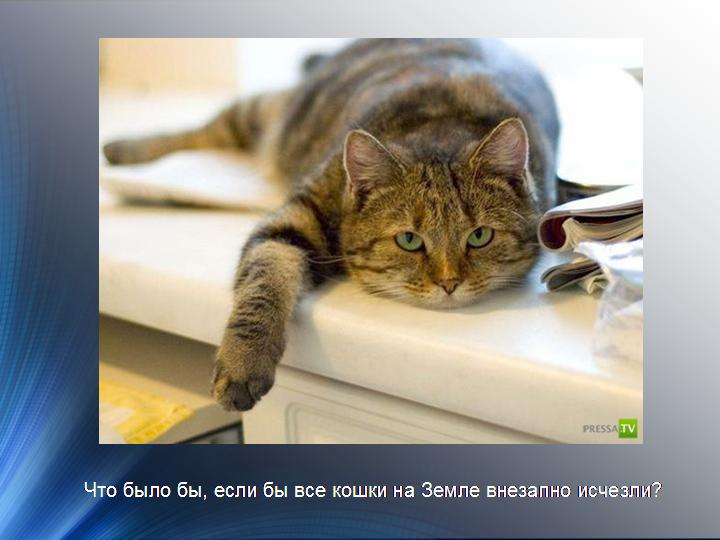 PRESSA TV
Что было бы, если бы все кошки на Земле внезапно исчезли?